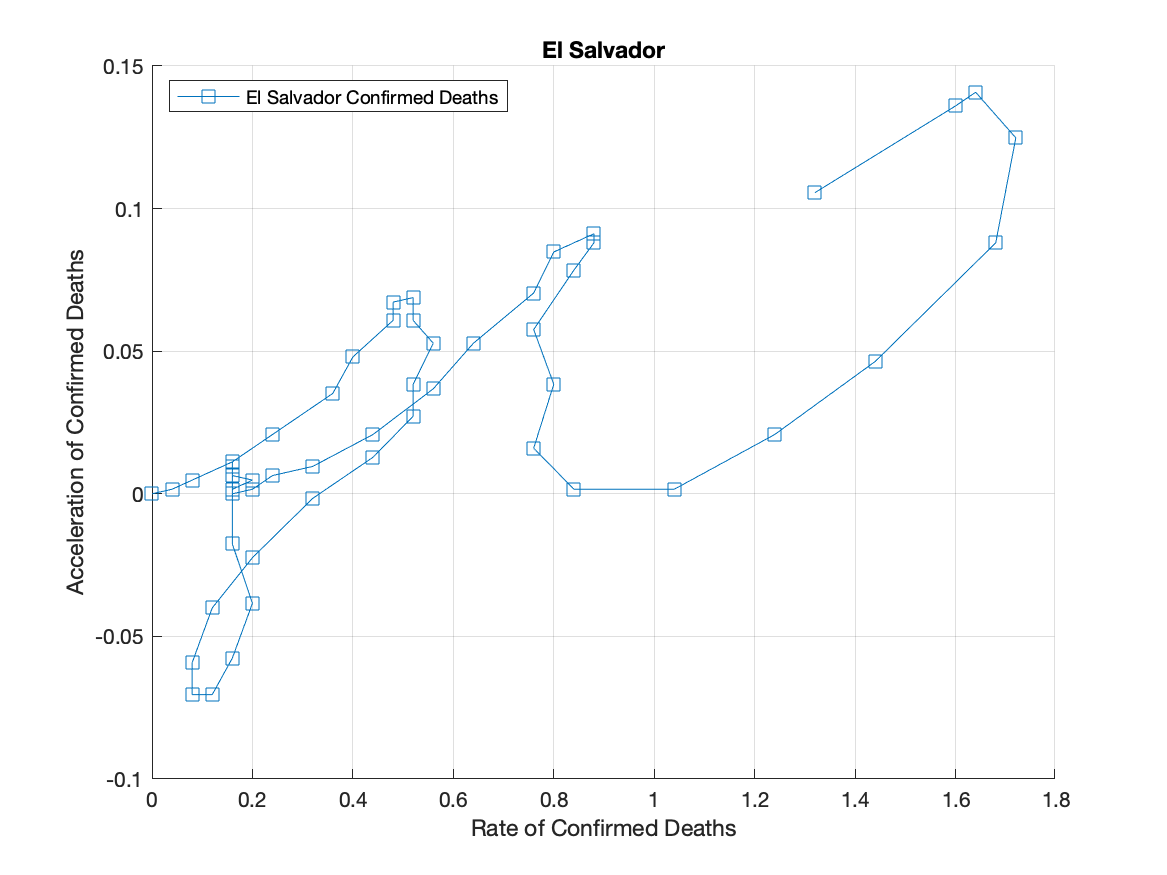 El Salvador
El Salvador Confirmed Deaths
0.15
0.1
0.05
0
-0.05
-0.1
0 0.2 0.4 0.6 0.8 1 1.2 1.4 1.6 1.8
Rate of Confirmed Deaths
Acceleration of Confirmed Deaths